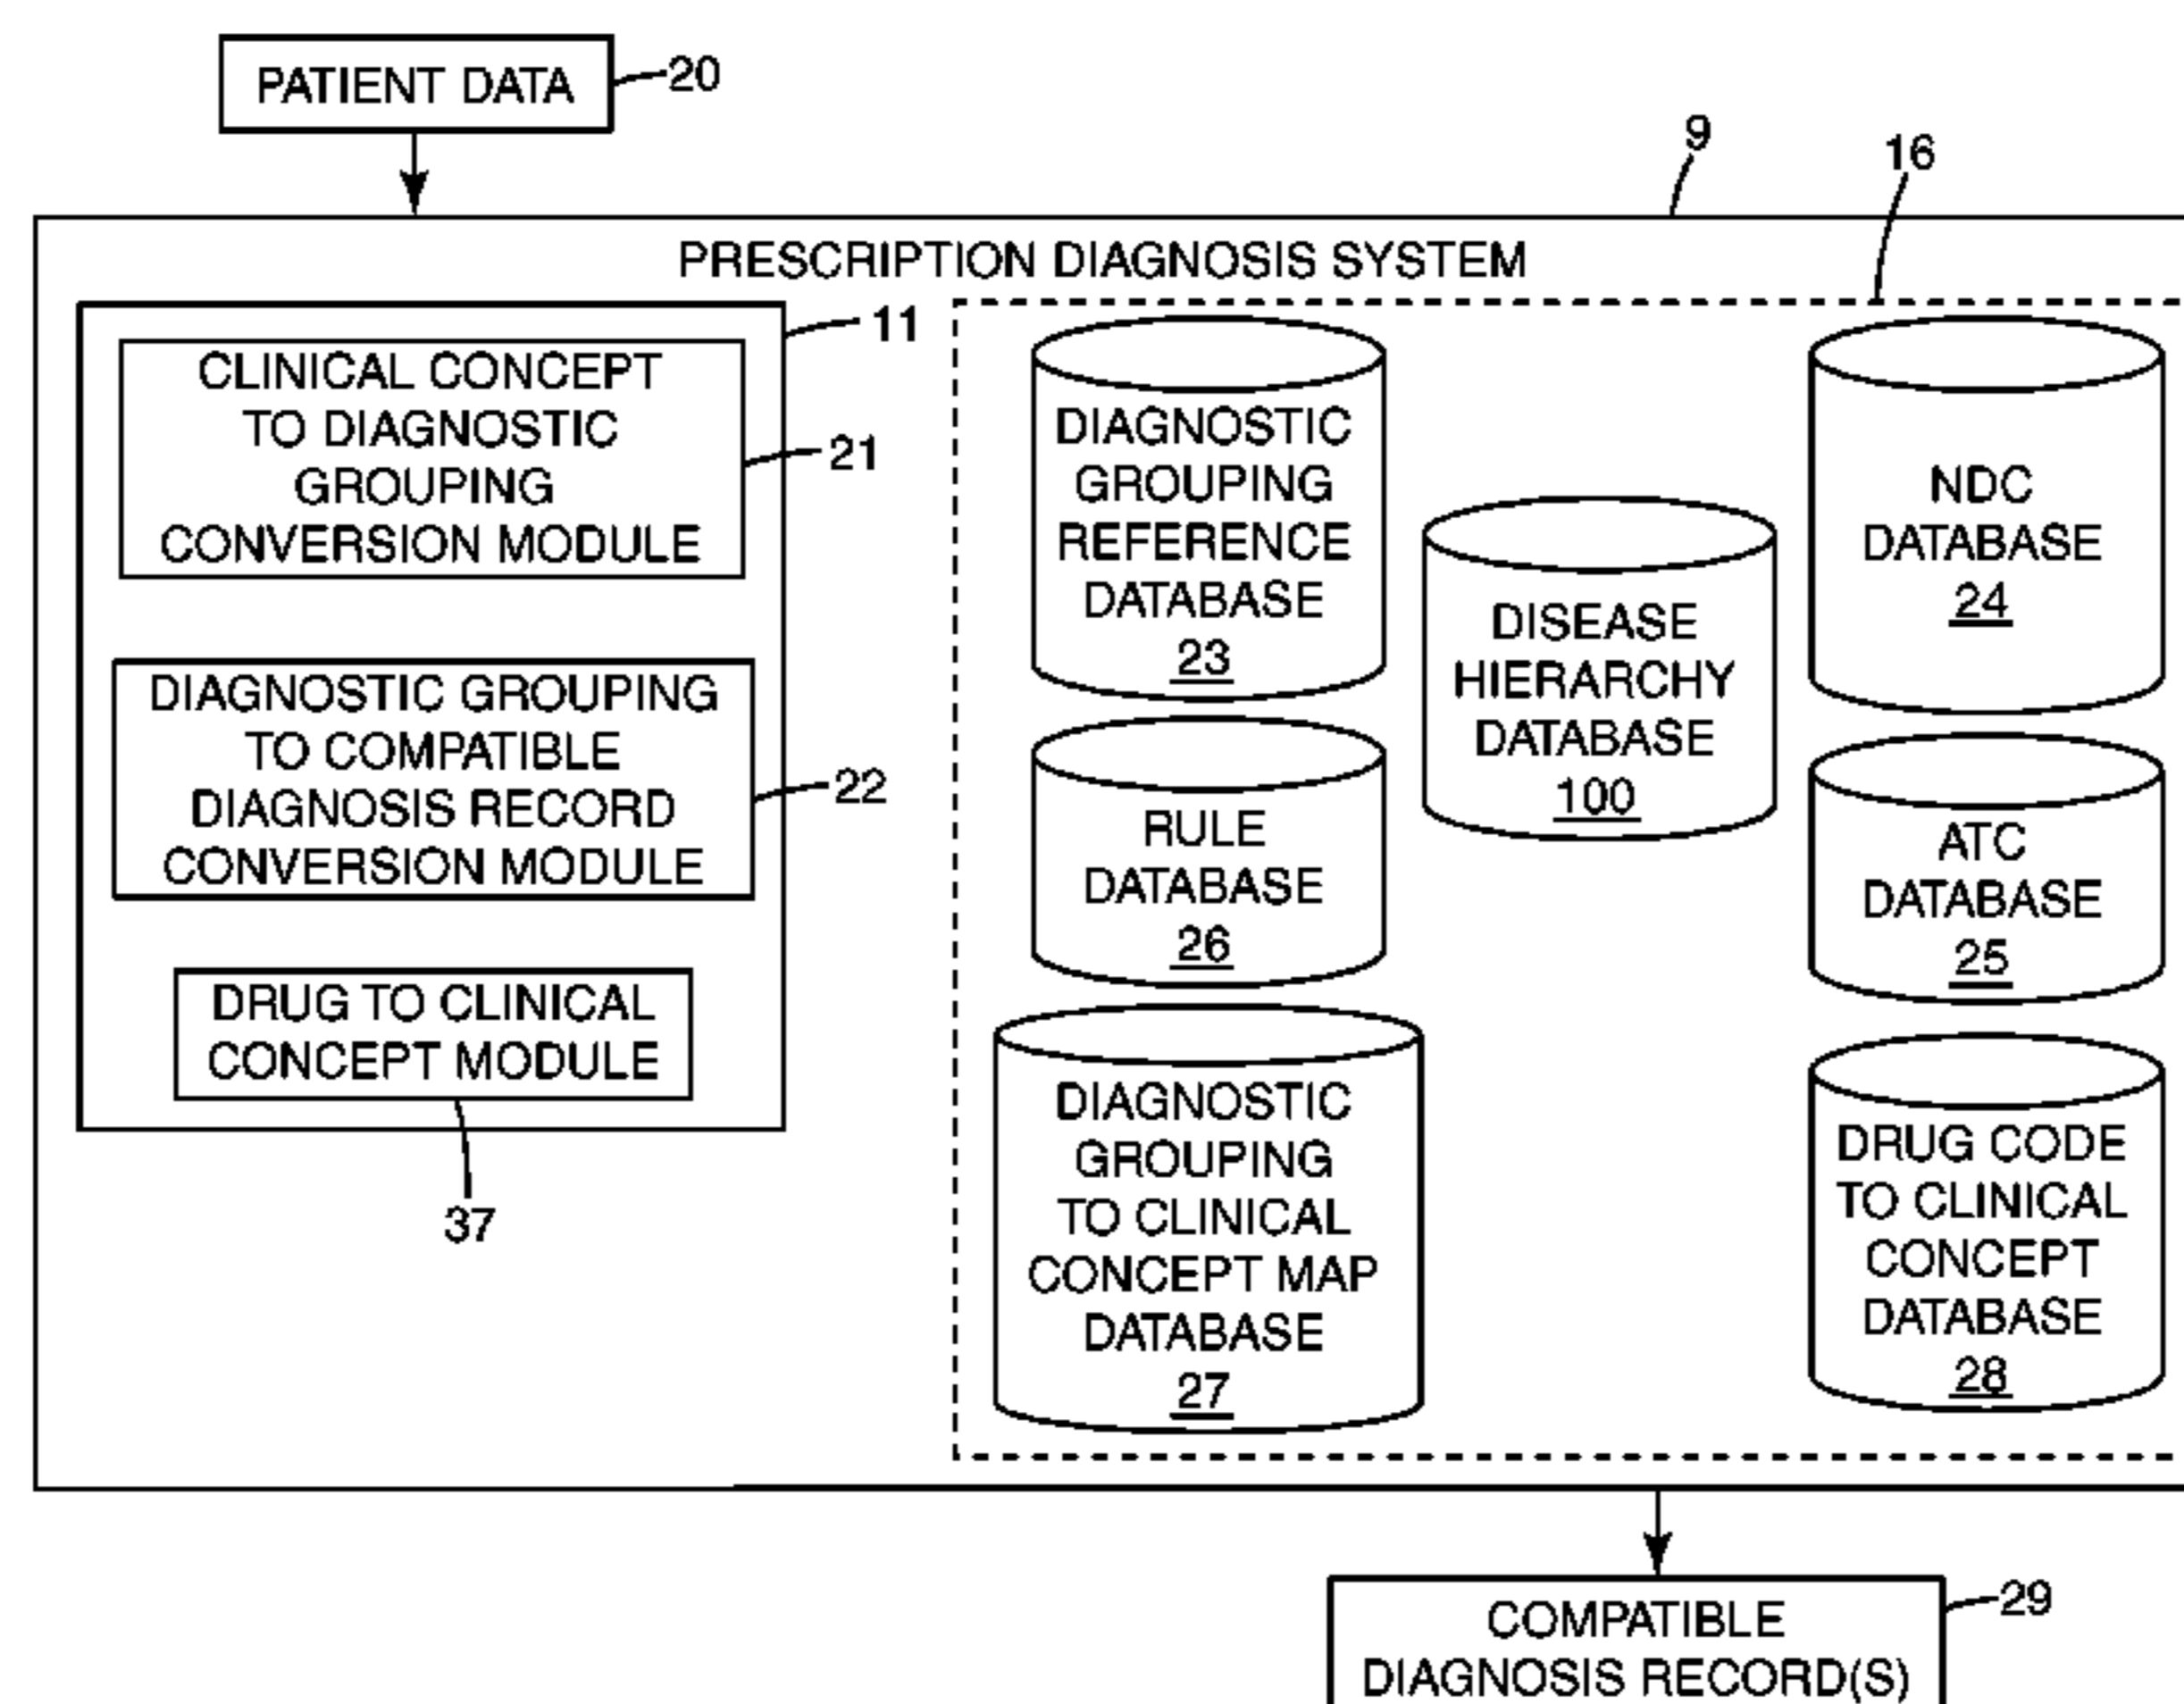 PATIENT DATA
20
9
16
PRESCRIPTION DIAGNOSIS SYSTEM
11
CLINICAL CONCEPT
TO DIAGNOSTIC
GROUPING
CONVERSION MODULE
21
DIAGNOSTIC GROUPING
TO COMPATIBLE
DIAGNOSIS RECORD
CONVERSION MODULE
22
DRUG TO CLINICAL
CONCEPT MODULE
37
DIAGNOSTIC
GROUPING
REFERENCE
DATABASE
23
RULE
DATABASE
26
DIAGNOSTIC
GROUPING
TO CLINICAL
CONCEPT MAP
DATABASE
27
DISEASE
HIERARCHY
DATABASE
100
NDC
DATABASE
24
ATC
DATABASE
25
DRUG CODE
TO CLINICAL
CONCEPT
DATABASE
28
COMPATIBLE
DIAGNOSIS RECORD(S)
29